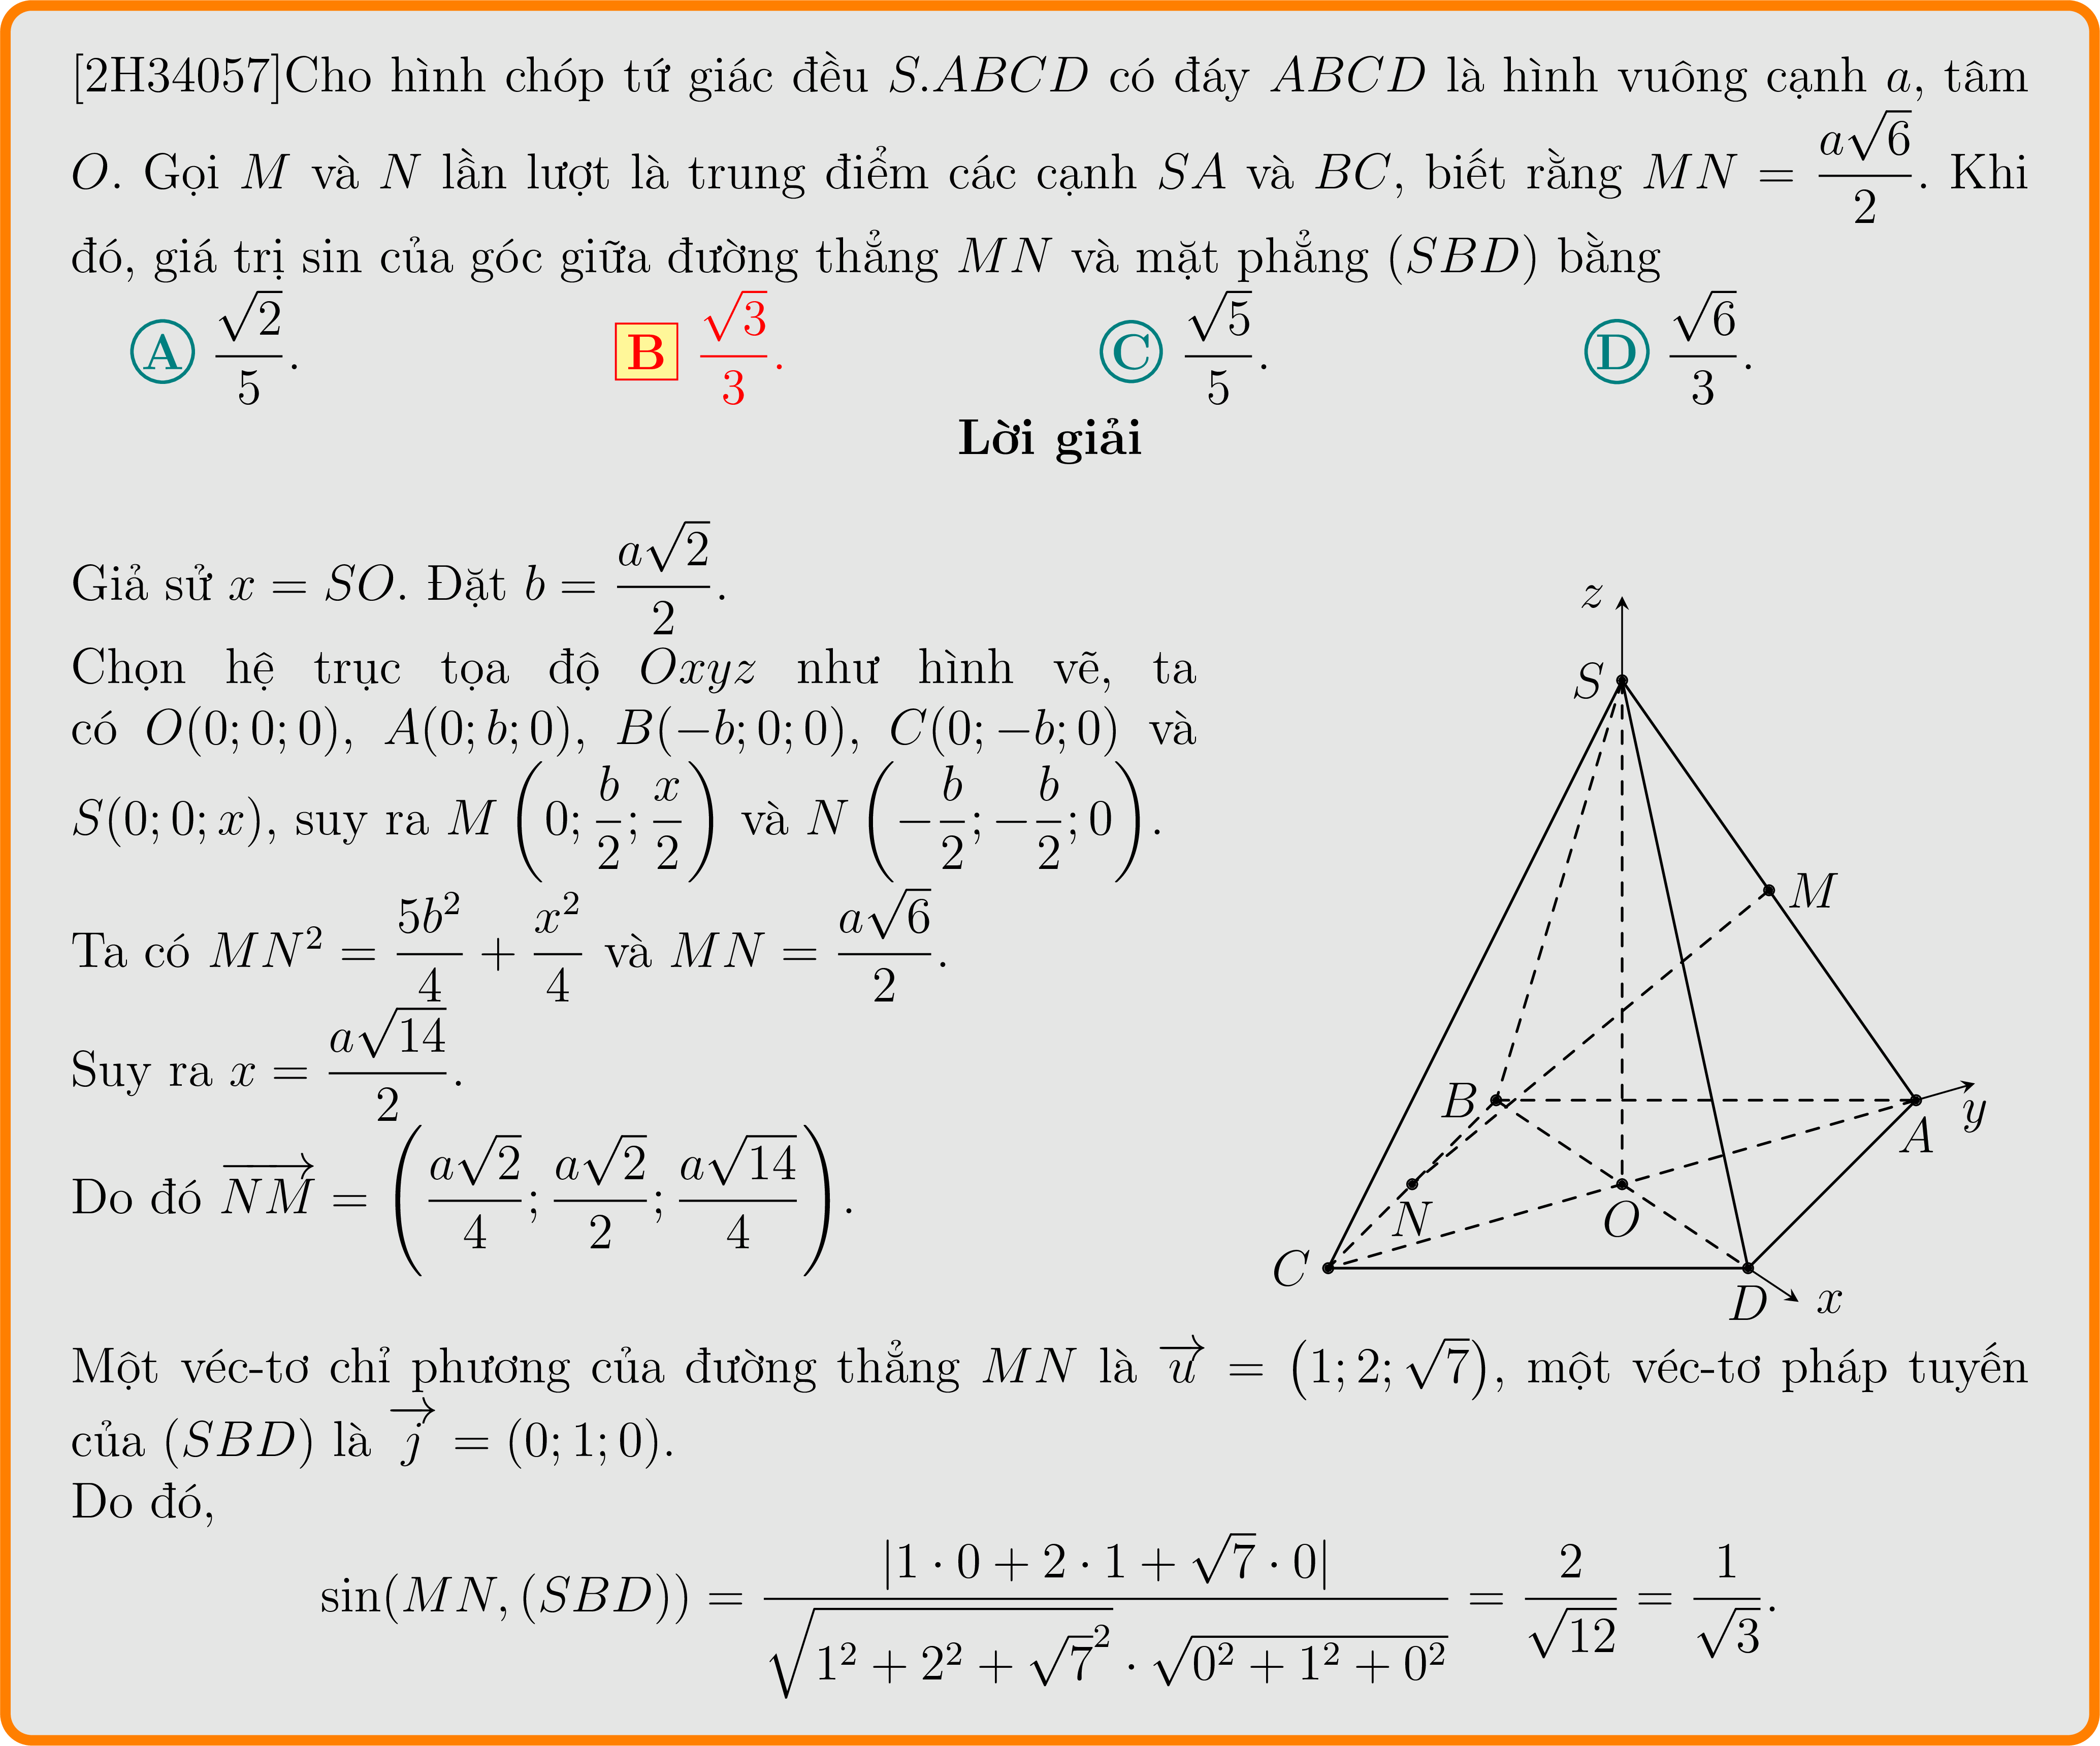 [2H34057]Cho hình chóp tứ giác đều S.ABCD có đáy ABCD là hình vuông cạnh a, tâm
O. Gọi M và N lần lượt là trung điểm các cạnh SA và BC, biết rằng MN = \frac{a\sqrt{6}}{2}. Khi
đó, giá trị sin của góc giữa đường thẳng MN và mặt phẳng (SBD) bằng
A \frac{\sqrt{2}}{5}. B \frac{\sqrt{3}}{3}. C \frac{\sqrt{5}}{5}. D \frac{\sqrt{6}}{3}.
Lời giải
Giả sử x = SO. Đặt b = \frac{a\sqrt{2}}{2}.
Chọn hệ trục tọa độ Oxyz như hình vẽ, ta
có O(0; 0; 0), A(0; b; 0), B(−b; 0; 0), C(0; −b; 0) và
S(0; 0; x), suy ra M \left(0; \frac{b}{2}; \frac{x}{2}\right) và N \left(-\frac{b}{2}; -\frac{b}{2}; 0\right).
Ta có MN^2 = \frac{5b^2}{4} + \frac{x^2}{4} và MN = \frac{a\sqrt{6}}{2}.
Suy ra x = \frac{a\sqrt{14}}{2}.
Do đó \overrightarrow{NM} = \left(\frac{a\sqrt{2}}{4}; \frac{a\sqrt{2}}{2}; \frac{a\sqrt{14}}{4}\right).
z
S
M
B
y
A
N
O
C
D
x
Một véc-tơ chỉ phương của đường thẳng MN là \overrightarrow{u} = (1; 2; \sqrt{7}), một véc-tơ pháp tuyến
của (SBD) là \overrightarrow{j} = (0; 1; 0).
Do đó,
\sin(MN, (SBD)) = \frac{|1 \cdot 0 + 2 \cdot 1 + \sqrt{7} \cdot 0|}{\sqrt{1^2 + 2^2 + \sqrt{7}^2} \cdot \sqrt{0^2 + 1^2 + 0^2}} = \frac{2}{\sqrt{12}} = \frac{1}{\sqrt{3}}.